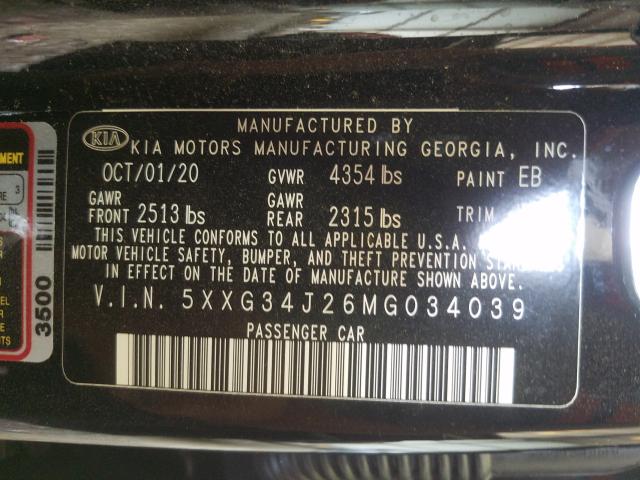 MANUFACTURED BY
KIA KIA MOTORS MANUFACTURING GEORGIA, INC.
OCT/01/20 GVWR 4354 lbs PAINT EB
GAWR FRONT 2513 lbs GAWR REAR 2315 lbs TRIM
THIS VEHICLE CONFORMS TO ALL APPLICABLE U.S.A.
MOTOR VEHICLE SAFETY, BUMPER, AND THEFT PREVENTION
IN EFFECT ON THE DATE OF MANUFACTURE SHOWN ABOVE.
V.I.N. 5XXG34J26MG034039
PASSENGER CAR
3500
3